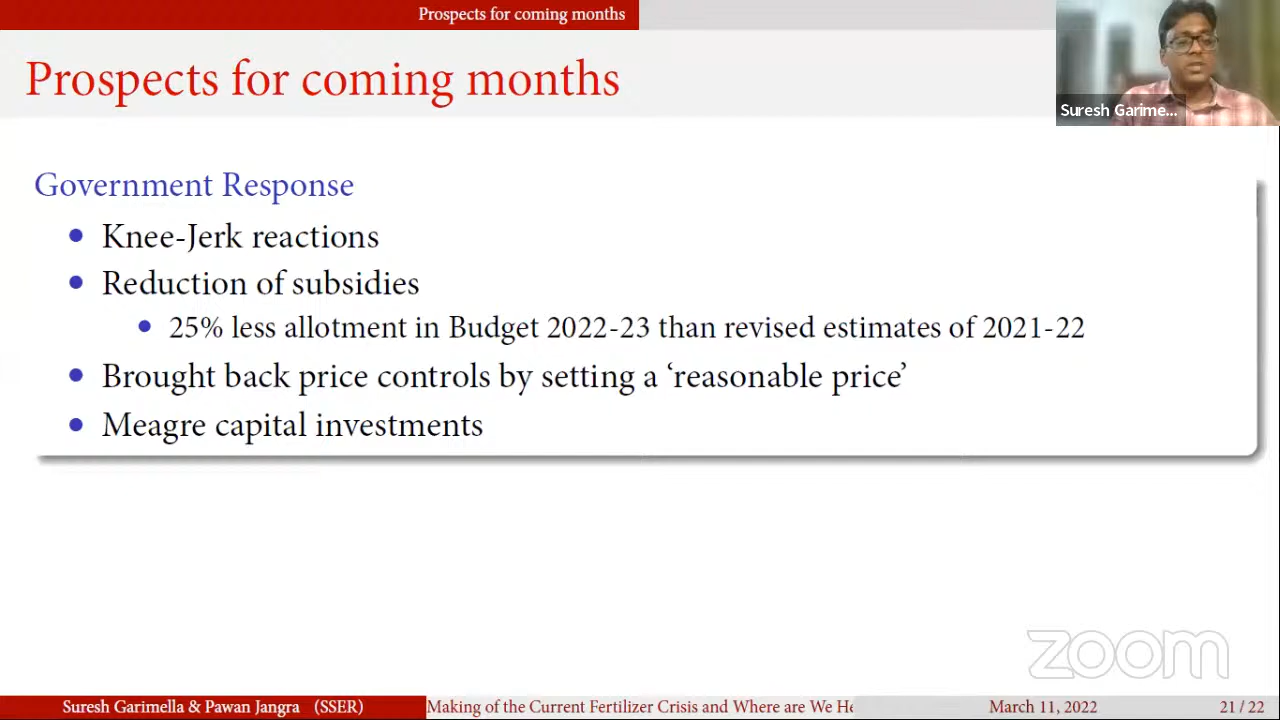 Prospects for coming months
Prospects for coming months
Suresh Garime...
Government Response
Knee-Jerk reactions
Reduction of subsidies
25% less allotment in Budget 2022-23 than revised estimates of 2021-22
Brought back price controls by setting a ‘reasonable price’
Meagre capital investments
zoom
Suresh Garimella & Pawan Jangra (SSER) Making of the Current Fertilizer Crisis and Where are We He March 11, 2022 21 / 22